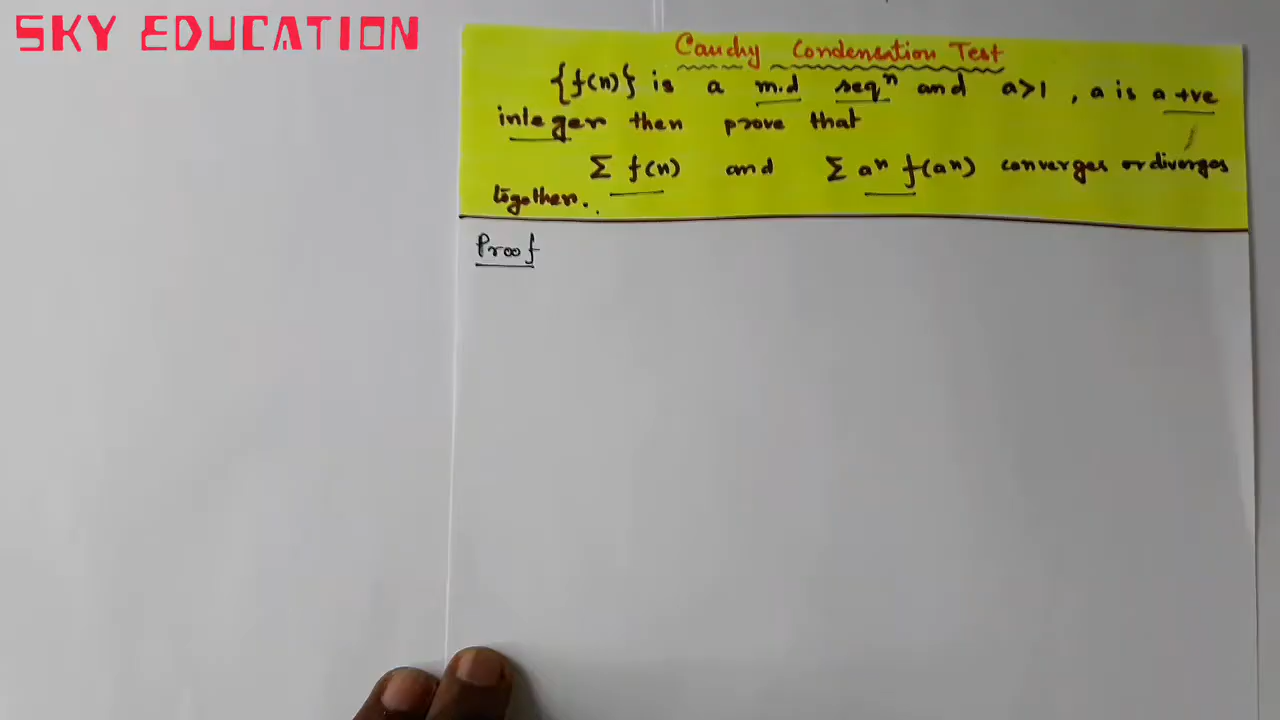 SKY EDUCATION
Cauchy Condensation Test
{f(n)} is a m.d seqⁿ and a>1, a is a +ve
integer then prove that
Σ f(n) and Σ aⁿ f(aⁿ) converges or diverges
together.
Proof